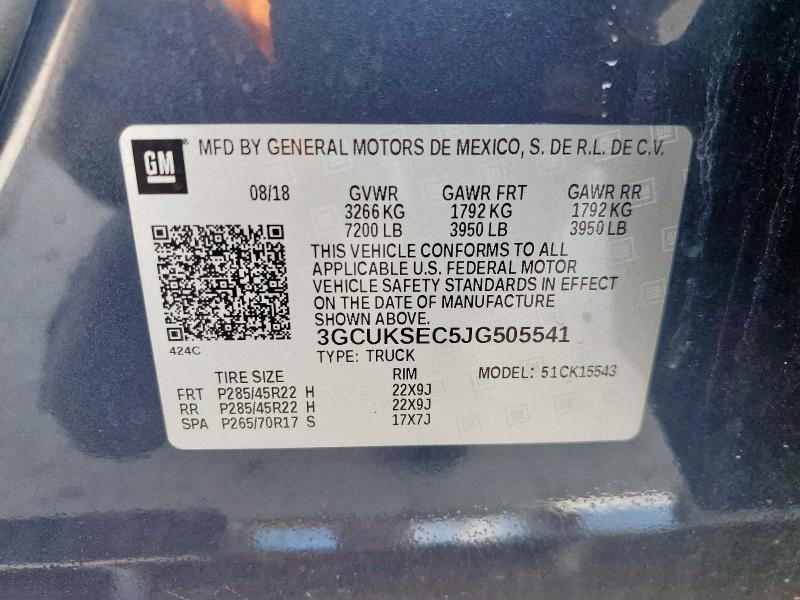 GM MFD BY GENERAL MOTORS DE MEXICO, S. DE R.L. DE C.V.
08/18 GVWR GAWR FRT GAWR RR
3266 KG 1792 KG 1792 KG
7200 LB 3950 LB 3950 LB
THIS VEHICLE CONFORMS TO ALL
APPLICABLE U.S. FEDERAL MOTOR
VEHICLE SAFETY STANDARDS IN EFFECT
ON THE DATE OF MANUFACTURE
SHOWN ABOVE.
3GCUKSEC5JG505541
424C TYPE: TRUCK
TIRE SIZE RIM MODEL: 51CK15543
FRT P285/45R22 H 22X9J
RR P285/45R22 H 22X9J
SPA P265/70R17 S 17X7J